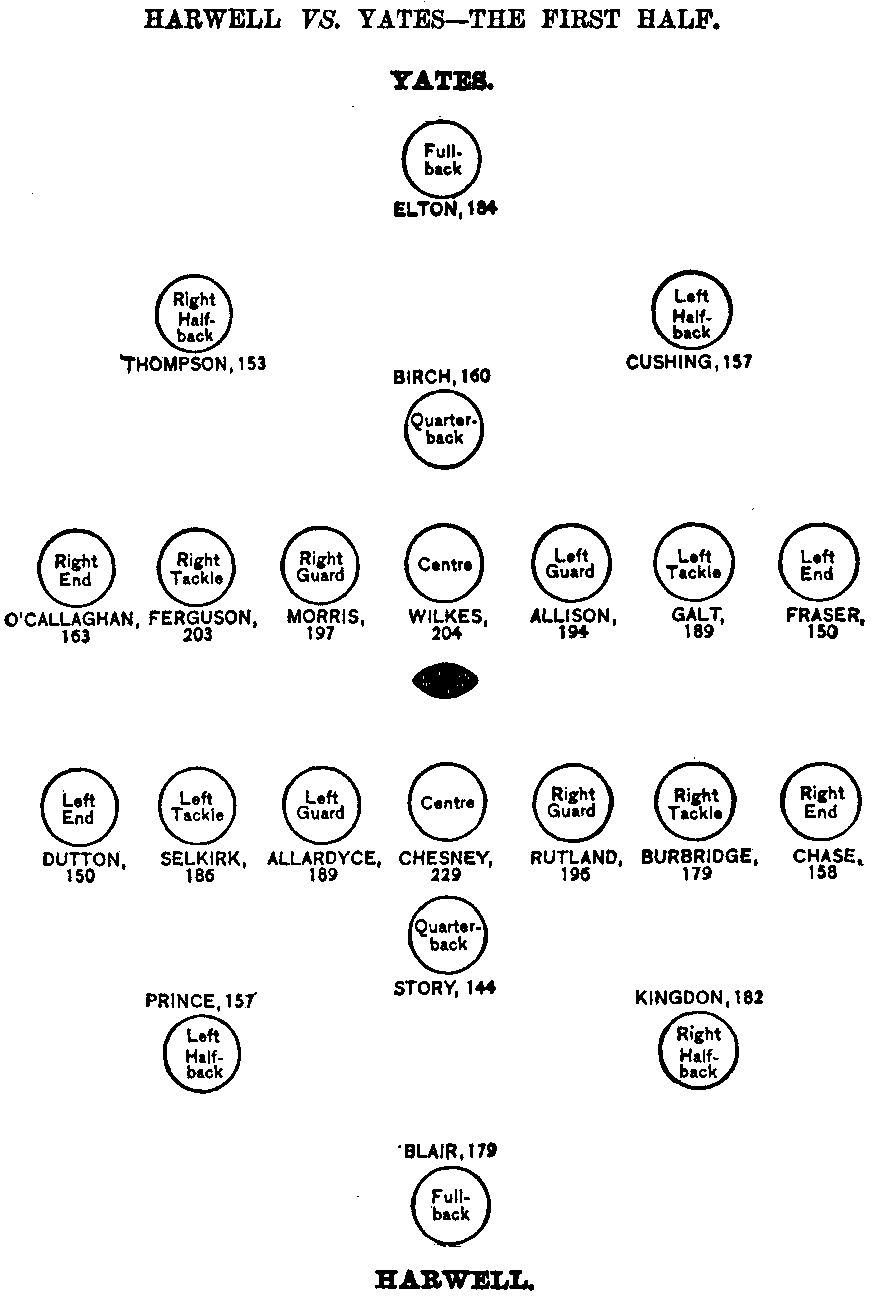 HARWELL VS. YATES—THE FIRST HALF.
YATES.
Full-
back
ELTON, 184
Right
Half-
back
THOMPSON, 153
Left
Half-
back
CUSHING, 157
BIRCH, 160
Quarter-
back
Right
End
O'CALLAGHAN,
163
Right
Tackle
FERGUSON,
203
Right
Guard
MORRIS,
197
Centre
WILKES,
204
Left
Guard
ALLISON,
194
Left
Tackle
GALT,
189
Left
End
FRASER,
150
Left
End
DUTTON,
150
Left
Tackle
SELKIRK,
186
Left
Guard
ALLARDYCE,
189
Centre
CHESNEY,
229
Right
Guard
RUTLAND,
196
Right
Tackle
BURBRIDGE,
179
Right
End
CHASE,
158
Quarter-
back
STORY, 144
PRINCE, 157
Left
Half-
back
KINGDON, 182
Right
Half-
back
BLAIR, 179
Full-
back
HARWELL.